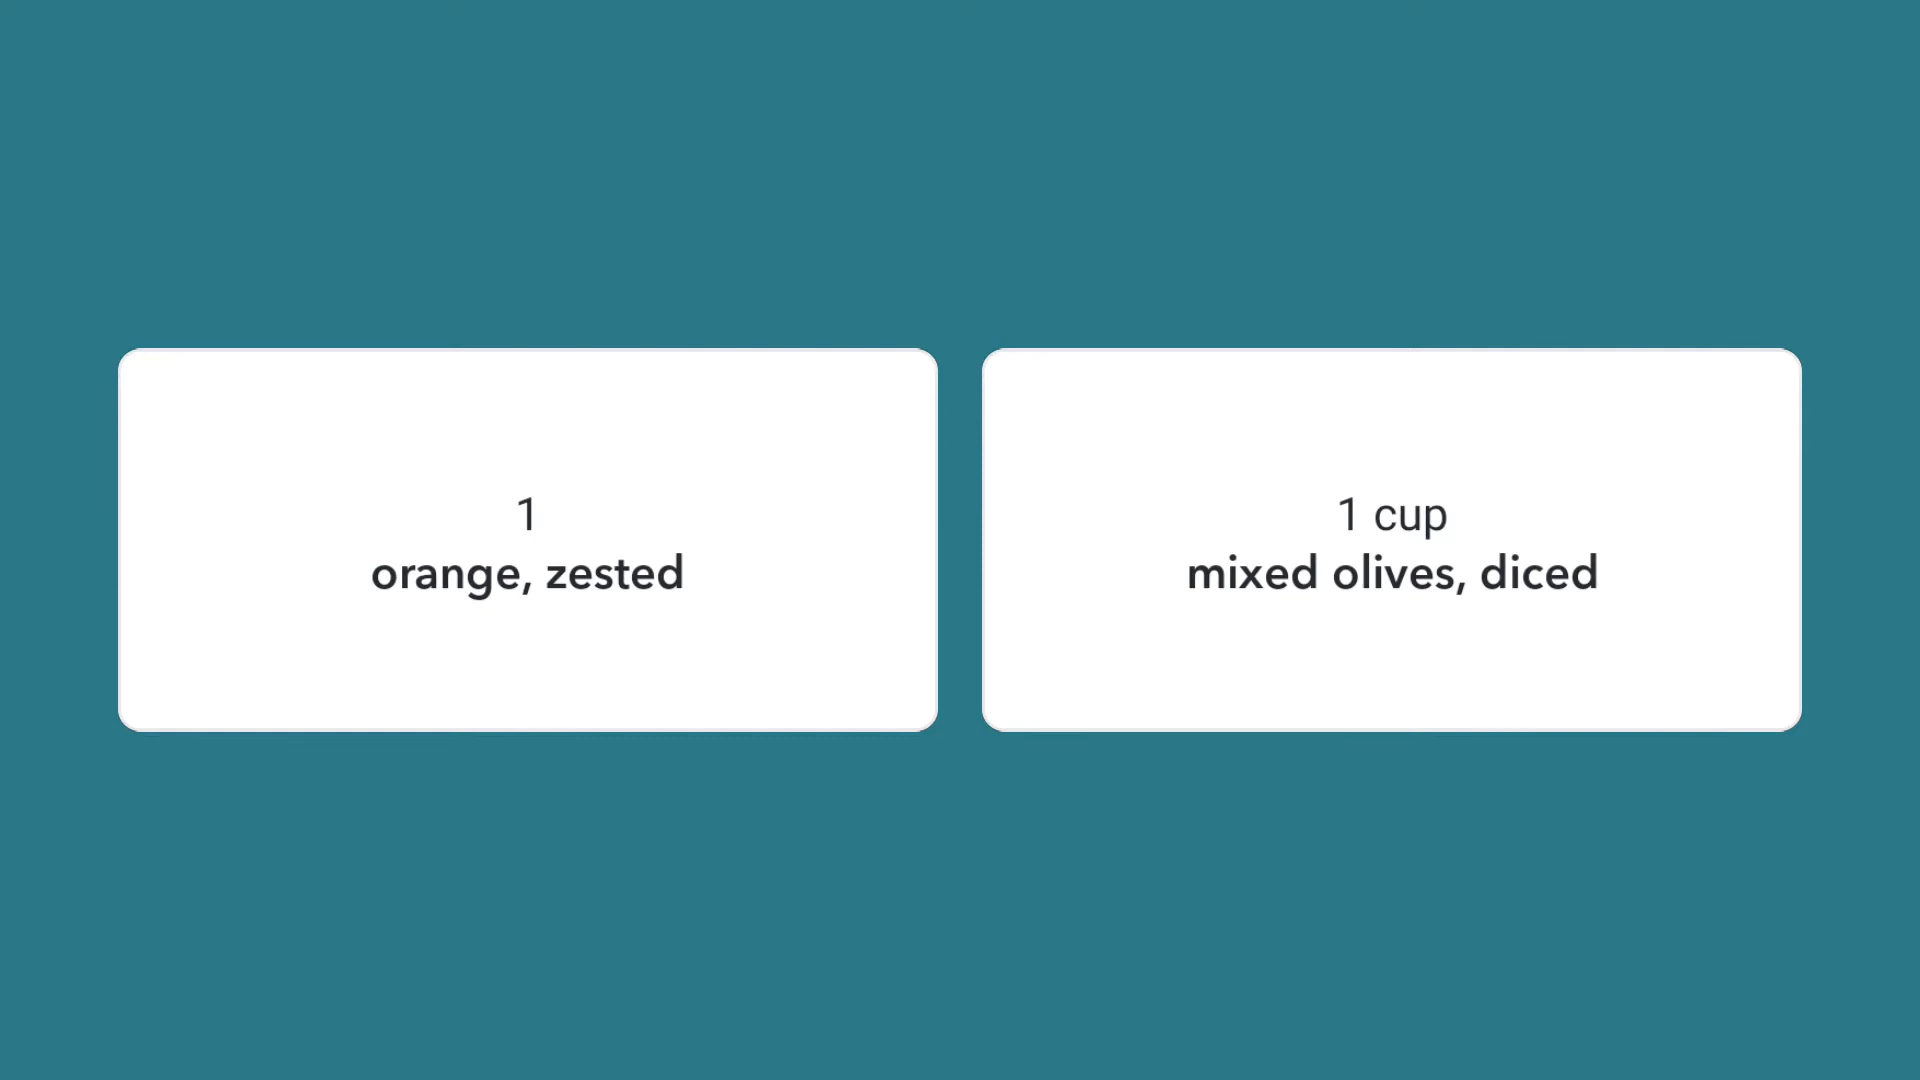 1
orange, zested
1 cup
mixed olives, diced